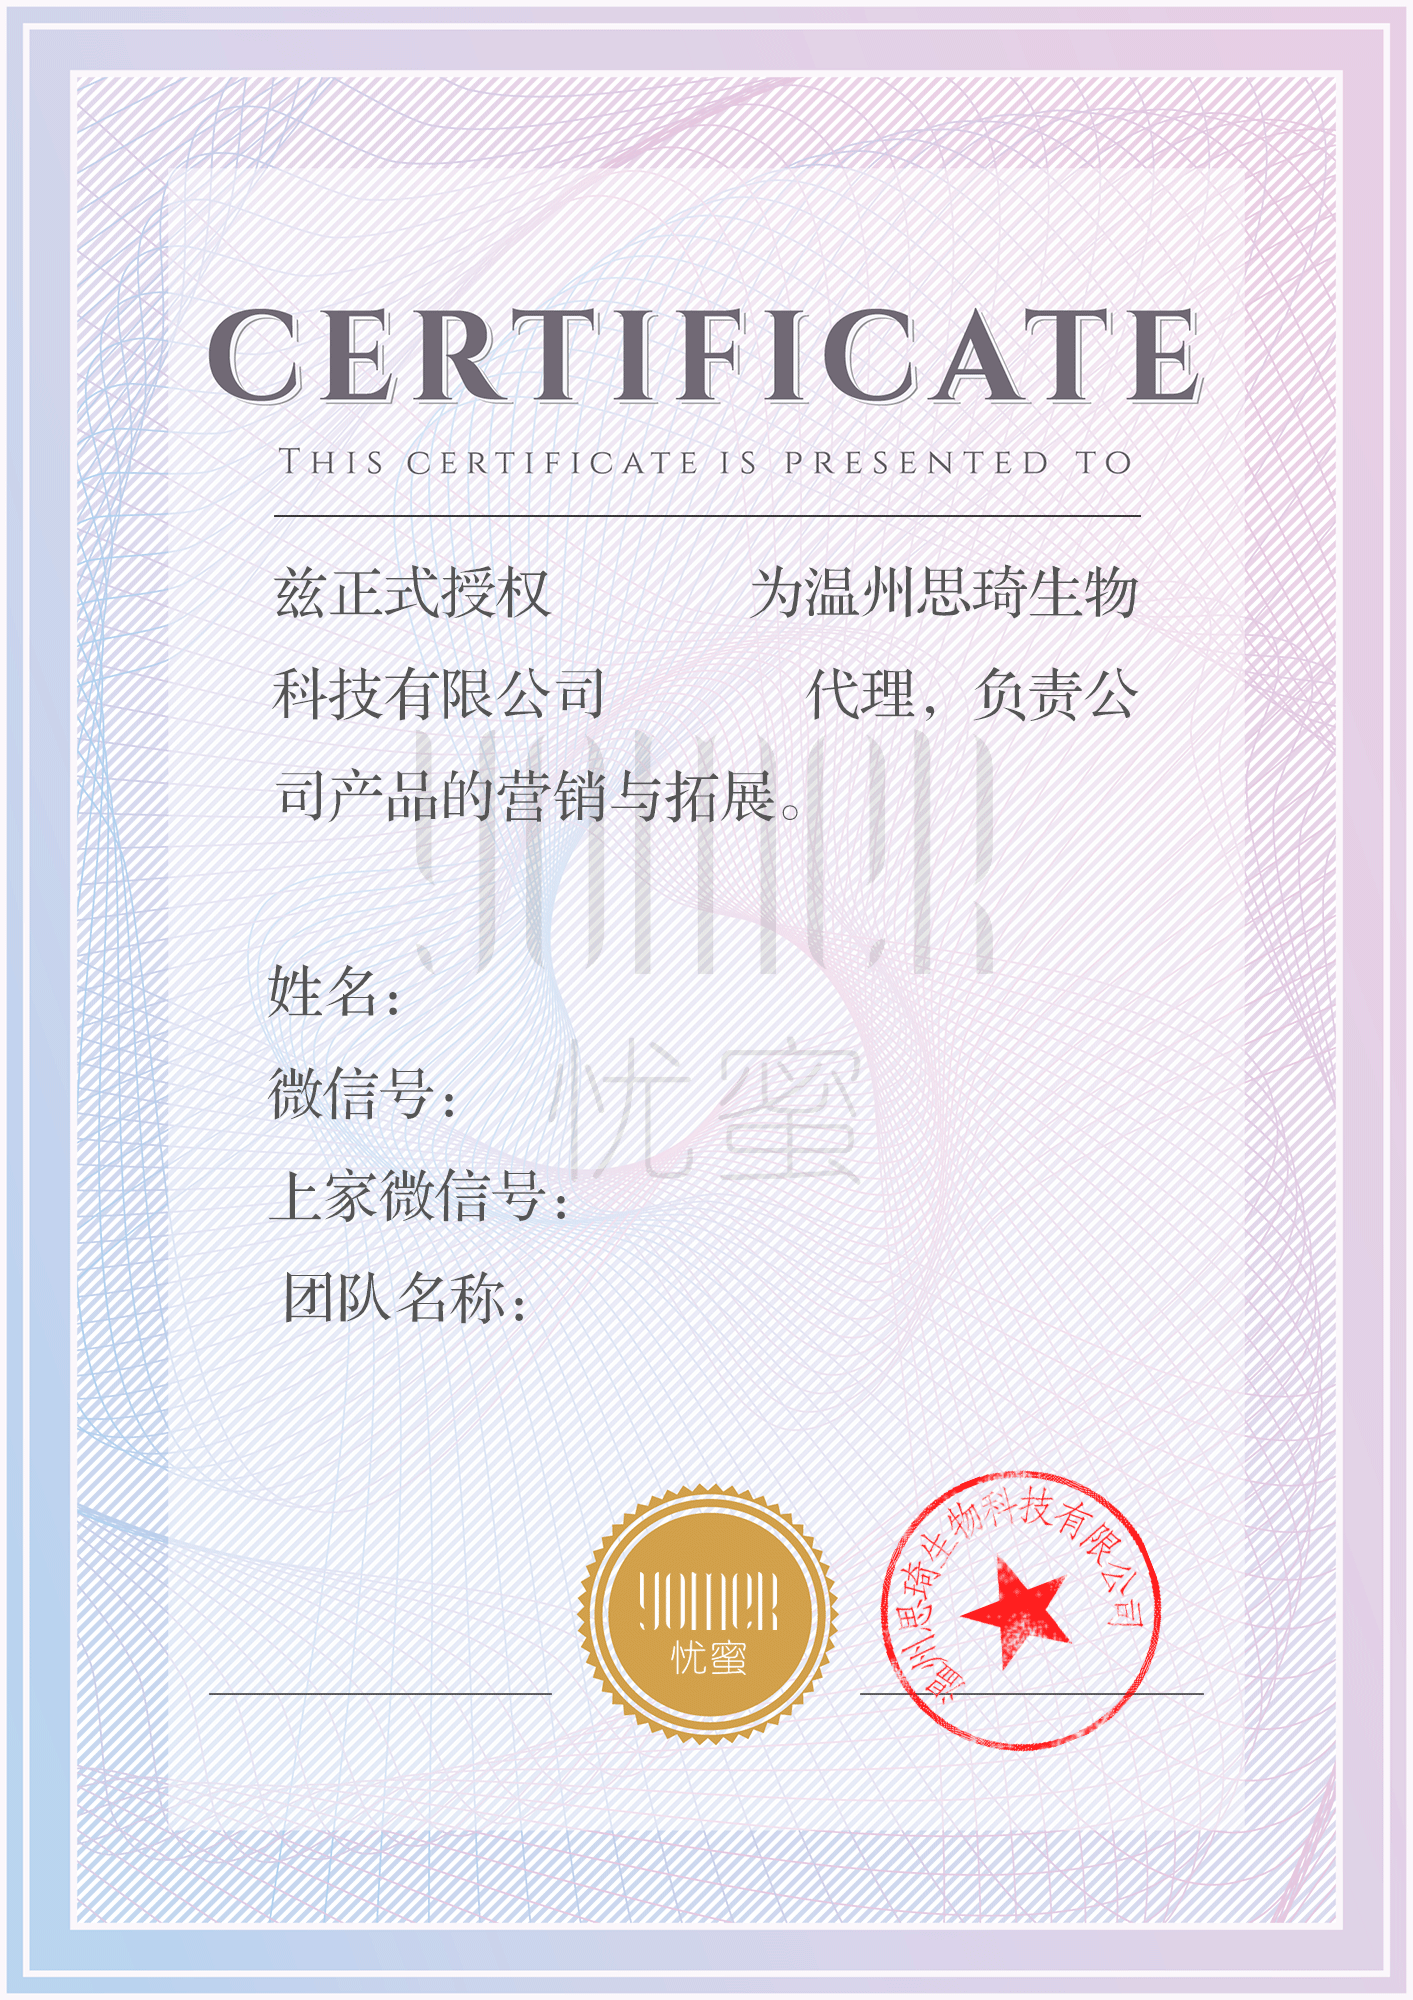 CERTIFICATE
THIS CERTIFICATE IS PRESENTED TO
兹正式授权 为温州思琦生物
科技有限公司 代理，负责公
司产品的营销与拓展。
姓名：
微信号：
忧蜜
上家微信号：
团队名称：
忧蜜
温州思琦生物科技有限公司